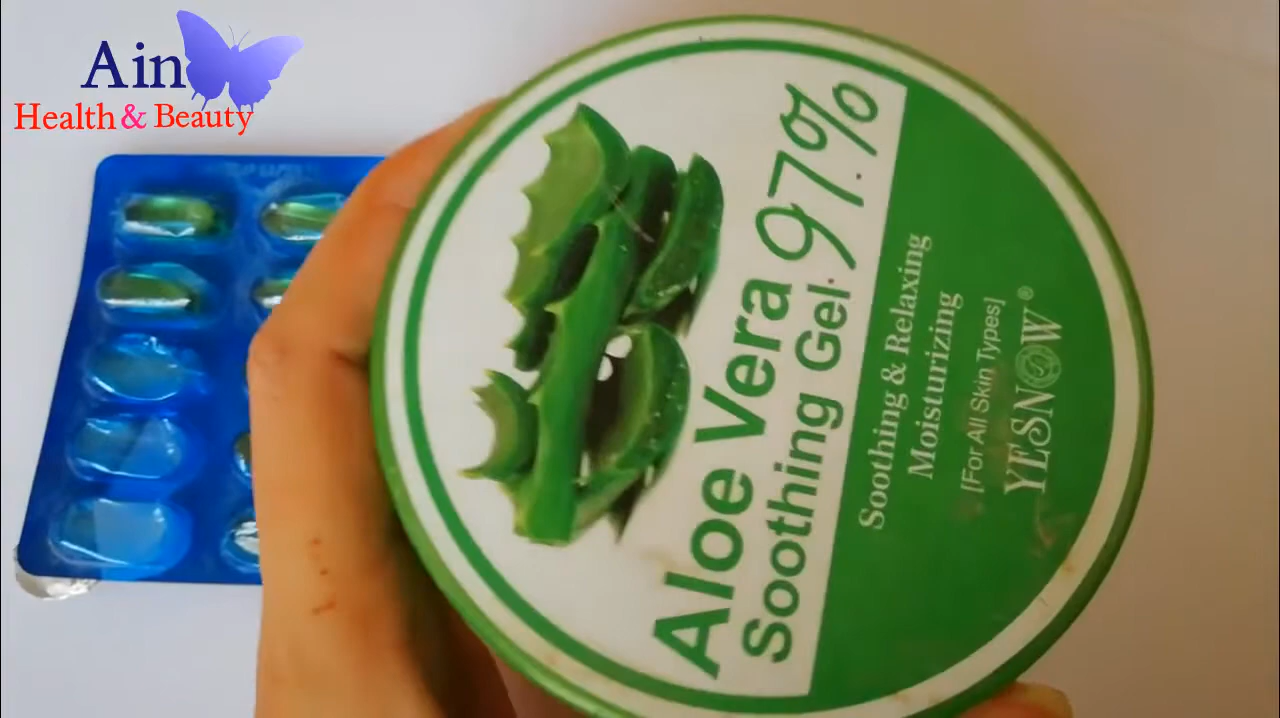 Ain
Health & Beauty
Aloe Vera 97%
Soothing Gel
Soothing & Relaxing
Moisturizing
[For All Skin Types]
YESNOW®